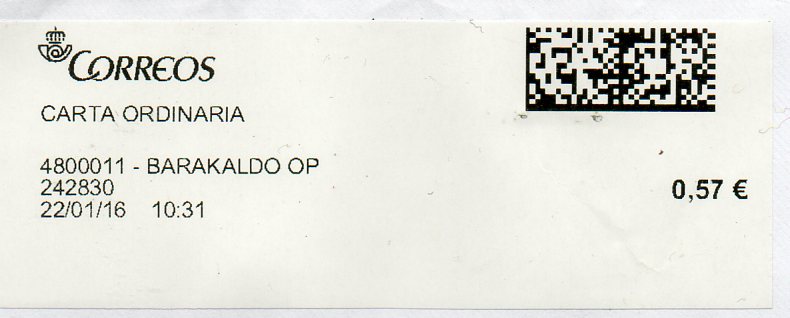 CORREOS
CARTA ORDINARIA
4800011 - BARAKALDO OP
242830
22/01/16 10:31
0,57 €